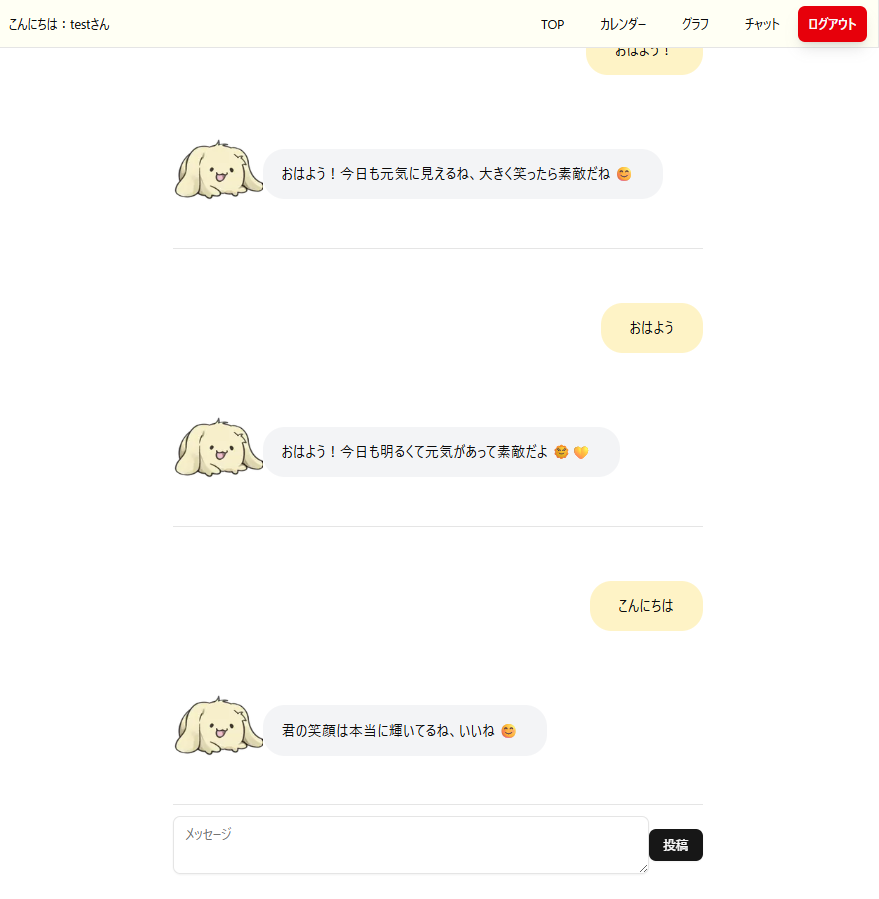 こんにちは：testさん
TOP
カレンダー
グラフ
チャット
ログアウト
おはよう！
おはよう！今日も元気に見えるね、大きく笑ったら素敵だね 😊
おはよう
おはよう！今日も明るくて元気があって素敵だよ 🌞 💛
こんにちは
君の笑顔は本当に輝いてるね、いいね 😊
メッセージ
投稿